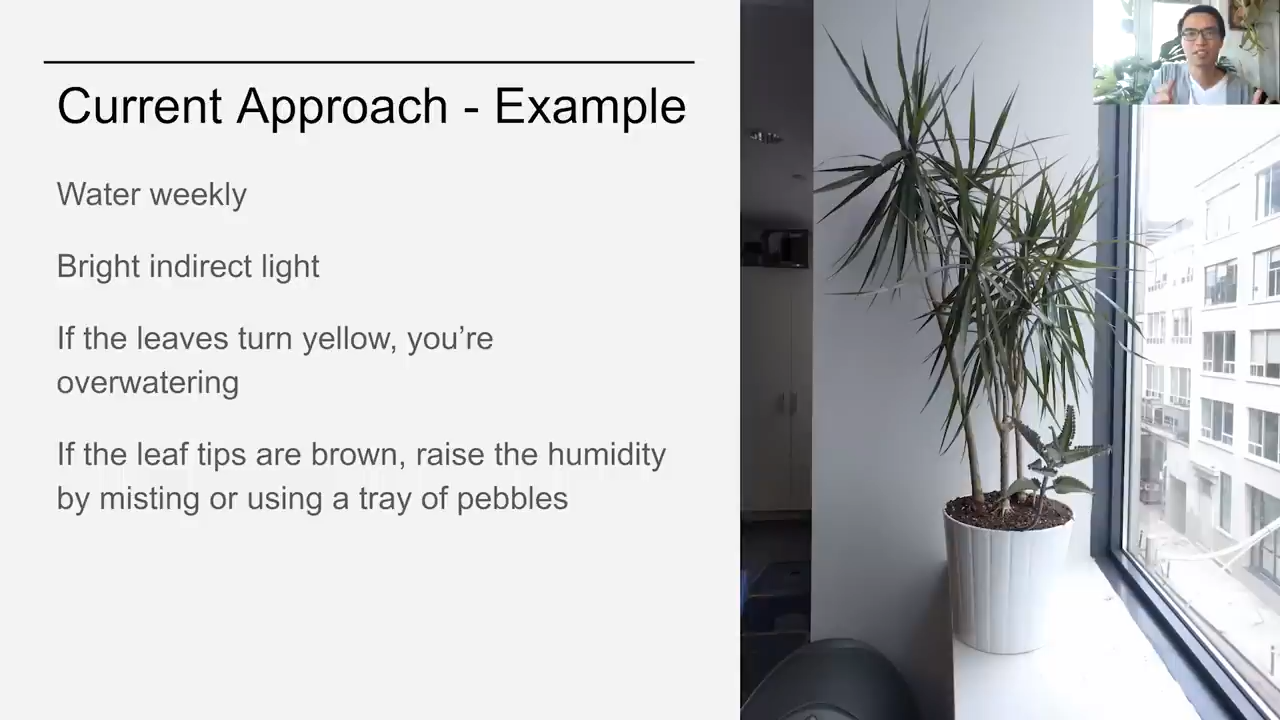 Current Approach - Example
Water weekly
Bright indirect light
If the leaves turn yellow, you’re
overwatering
If the leaf tips are brown, raise the humidity
by misting or using a tray of pebbles